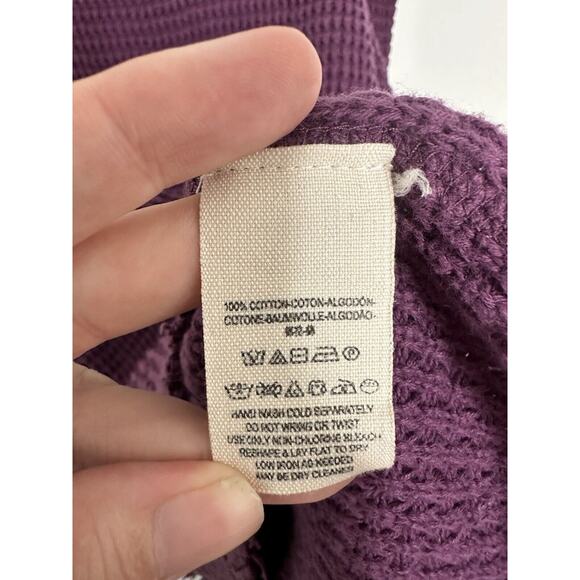 100% COTTON-COTON-ALGODÓN-
COTONE-BAUMWOLLE-ALGODÃO-
HAND WASH COLD SEPARATELY
DO NOT WRING OR TWIST
USE ONLY NON-CHLORINE BLEACH
RESHAPE & LAY FLAT TO DRY
LOW IRON AS NEEDED
MAY BE DRY CLEANED